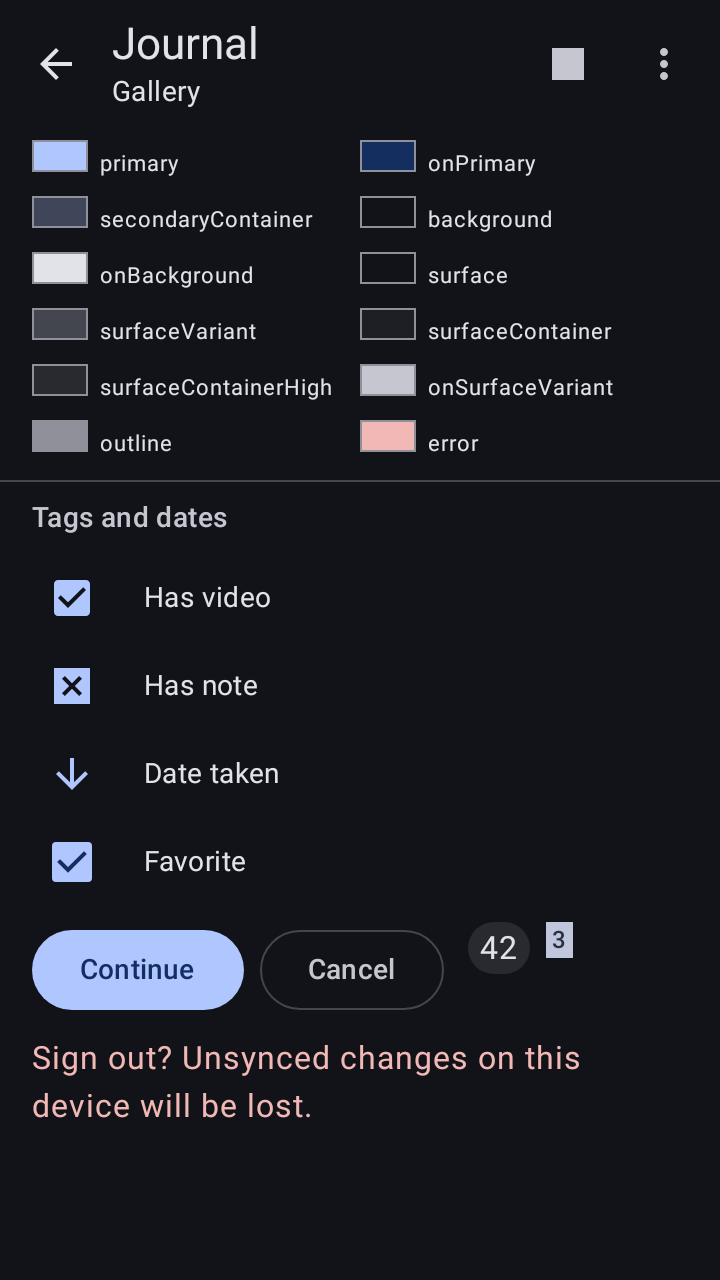 Journal
Gallery
primary
onPrimary
secondaryContainer
background
onBackground
surface
surfaceVariant
surfaceContainer
surfaceContainerHigh
onSurfaceVariant
outline
error
Tags and dates
Has video
Has note
Date taken
Favorite
Continue
Cancel
42
3
Sign out? Unsynced changes on this
device will be lost.